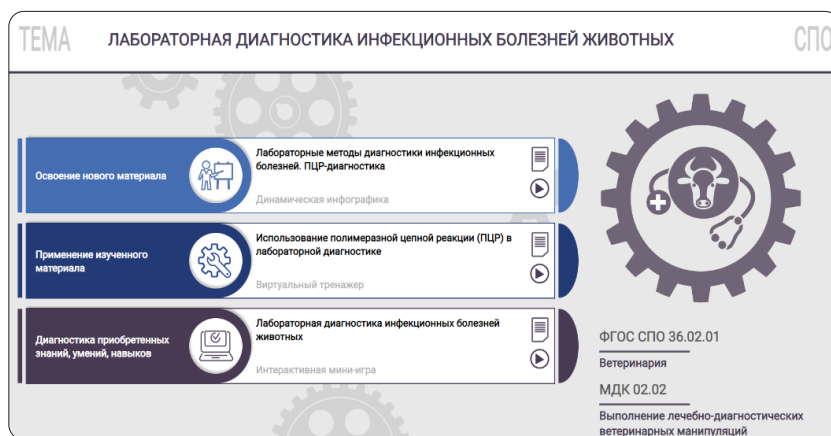 ТЕМА
ЛАБОРАТОРНАЯ ДИАГНОСТИКА ИНФЕКЦИОННЫХ БОЛЕЗНЕЙ ЖИВОТНЫХ
СПО
Освоение нового материала
Лабораторные методы диагностики инфекционных
болезней. ПЦР-диагностика
Динамическая инфографика
Применение изученного
материала
Использование полимеразной цепной реакции (ПЦР) в
лабораторной диагностике
Виртуальный тренажер
Диагностика приобретенных
знаний, умений, навыков
Лабораторная диагностика инфекционных болезней
животных
Интерактивная мини-игра
ФГОС СПО 36.02.01
Ветеринария
МДК 02.02
Выполнение лечебно-диагностических
ветеринарных манипуляций